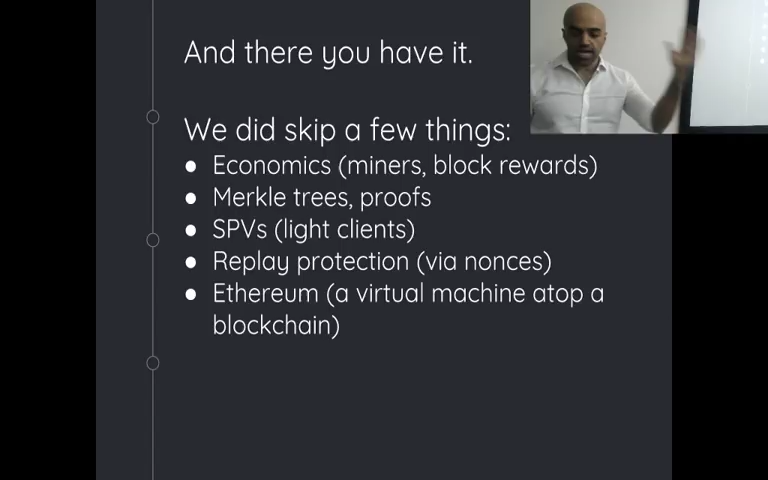 And there you have it.
We did skip a few things:
● Economics (miners, block rewards)
● Merkle trees, proofs
● SPVs (light clients)
● Replay protection (via nonces)
● Ethereum (a virtual machine atop a
blockchain)